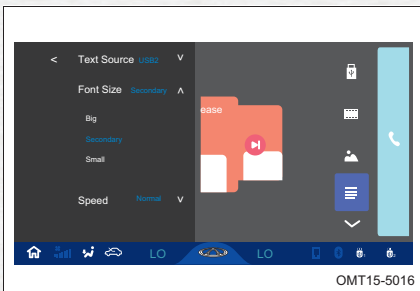 < Text Source USB2 v
Font Size Secondary ʌ
ease
Big
Secondary
Small
Speed Normal v
LO LO
OMT15-5016